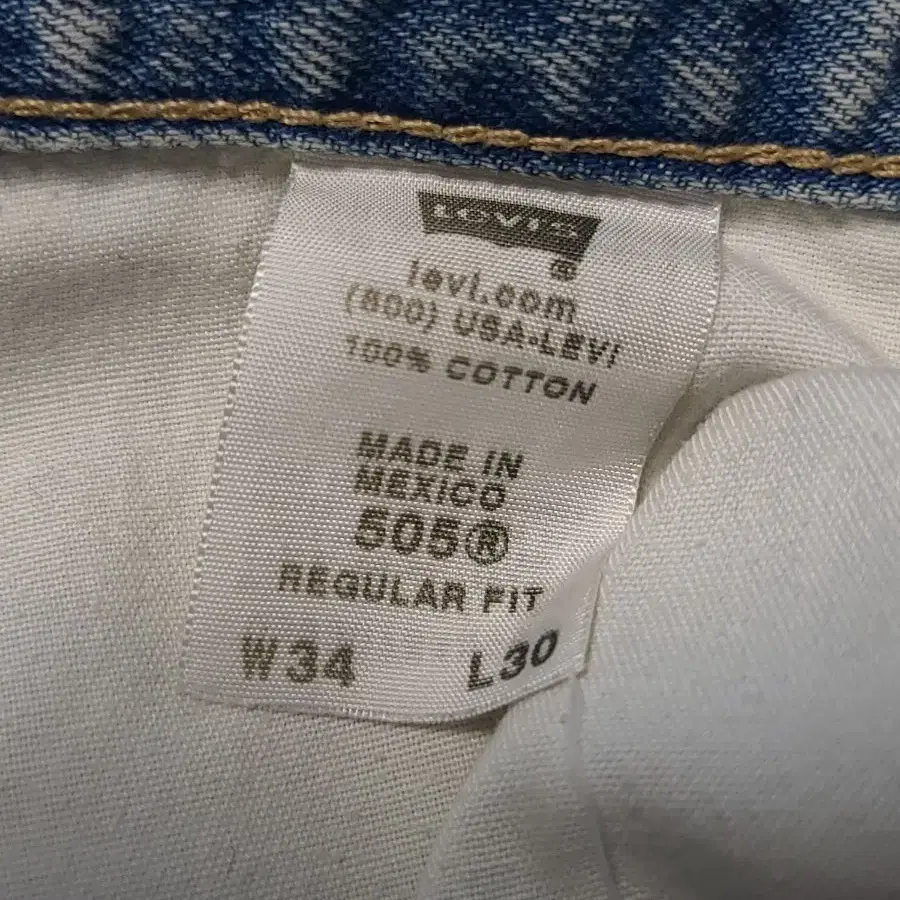 LEVI'S
®
levi.com
(800) USA-LEVI
100% COTTON
MADE IN
MEXICO
505®
REGULAR FIT
W34 L30